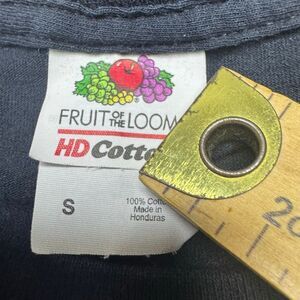 FRUIT OF THE LOOM
®
HD Cotto
S
100% Cotto
Made in
Honduras
20